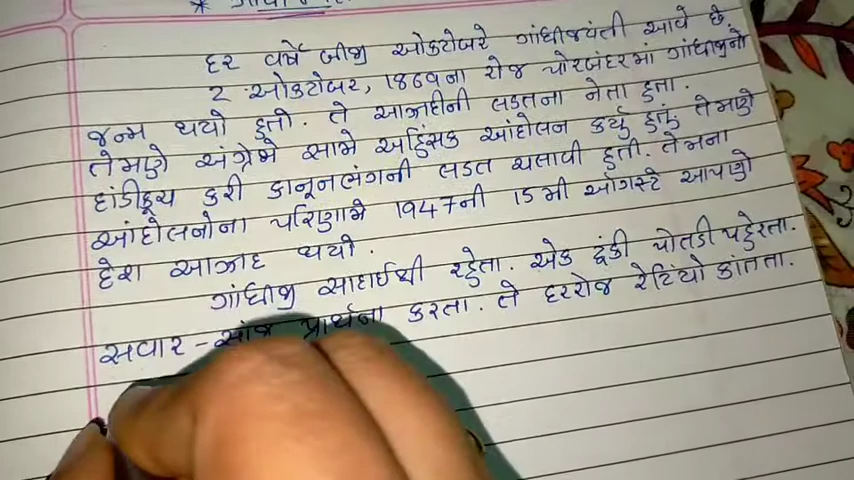 દર વર્ષે બીજી ઓક્ટોબરે ગાંધીજયંતી આવે છે.
૨ ઓક્ટોબર, 1869ના રોજ પોરબંદરમાં ગાંધીજીનો
જન્મ થયો હતો. તે આઝાદીની લડતના નેતા હતા.
તેમણે અંગ્રેજો સામે અહિંસક આંદોલન કર્યુ હતું તેમણે
દાંડીકૂચ કરી કાનૂનભંગની લડત ચલાવી હતી. તેમના
આંદોલનોના પરિણામે 1947ની 15 મી ઓગસ્ટે આપણો
દેશ આઝાદ થયો.
ગાંધીજી સાદાઈથી રહેતા. એક ટૂંકી પોતડી પહેરતા.
સવાર - સાંજ પ્રાર્થના કરતા. તે દરરોજ રેંટિયો કાંતતા.